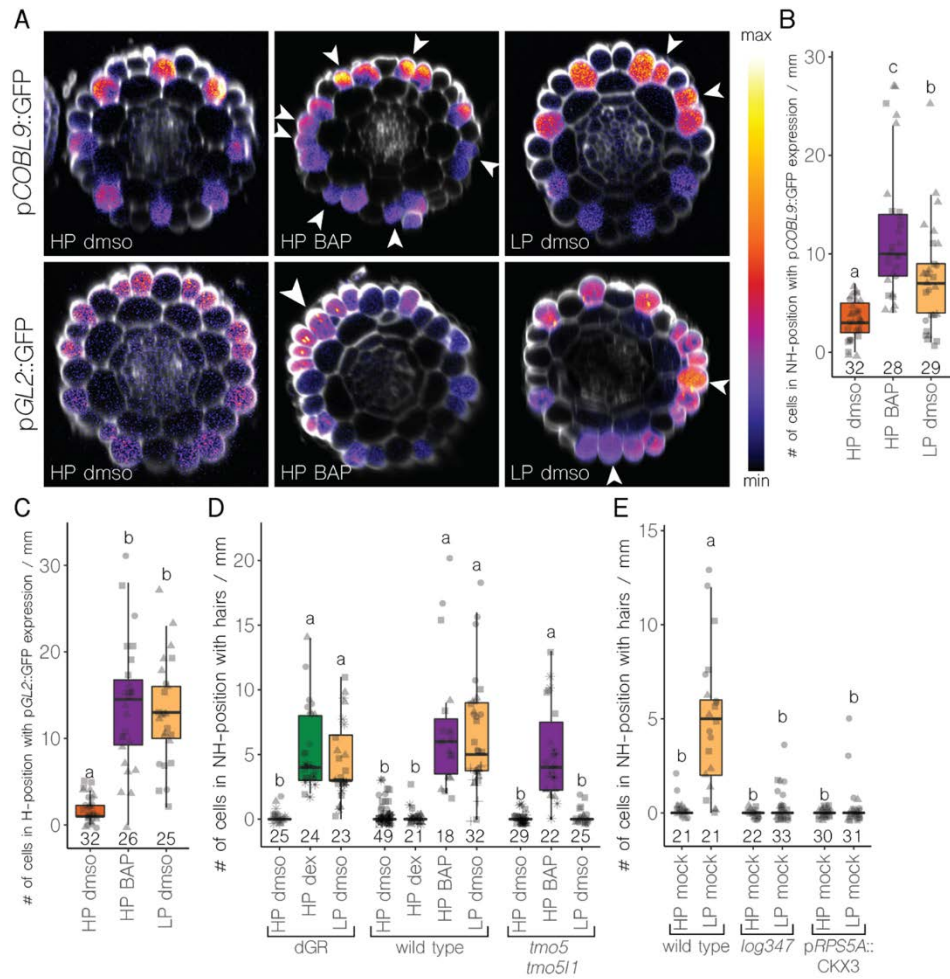 A
pCOBL9::GFP
HP dmso
HP BAP
LP dmso
pGL2::GFP
HP dmso
HP BAP
LP dmso
max
min
B
# of cells in NH-position with pCOBL9::GFP expression / mm
30
20
10
0
a
c
b
32
28
29
HP dmso
HP BAP
LP dmso
C
# of cells in H-position with pGL2::GFP expression / mm
30
20
10
0
a
b
b
32
26
25
HP dmso
HP BAP
LP dmso
D
# of cells in NH-position with hairs / mm
20
15
10
5
0
b
a
a
b
b
a
a
b
a
b
25
24
23
49
21
18
32
29
22
25
HP dmso
HP dex
LP dmso
HP dmso
HP dex
HP BAP
LP dmso
HP dmso
HP BAP
LP dmso
dGR
wild type
tmo5
tmo5l1
E
# of cells in NH-position with hairs / mm
15
10
5
0
b
a
b
b
b
b
21
21
22
33
30
31
HP mock
LP mock
HP mock
LP mock
HP mock
LP mock
wild type
log347
pRPS5A::
CKX3